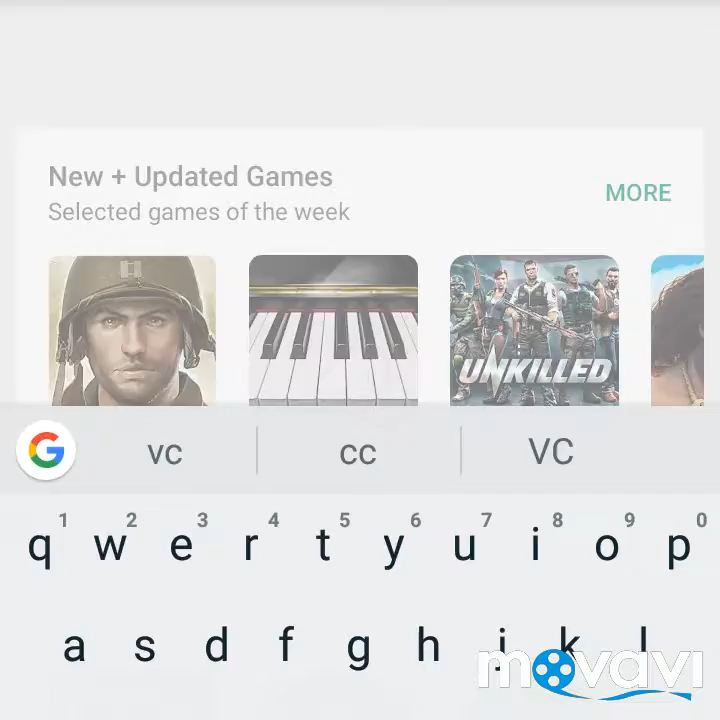 New + Updated Games
MORE
Selected games of the week
UNKILLED
G vc cc VC
1 2 3 4 5 6 7 8 9 0
q w e r t y u i o p
a s d f g h j k l
movavi